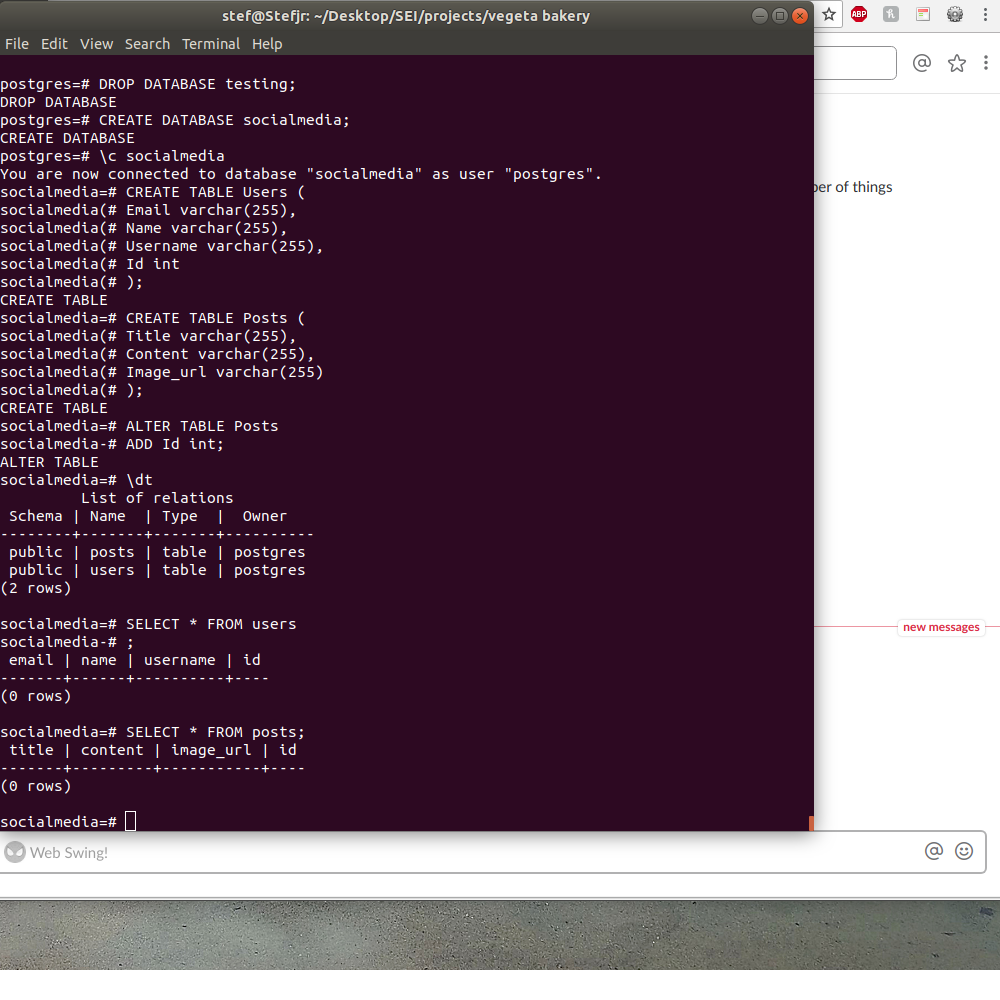 stef@Stefjr: ~/Desktop/SEI/projects/vegeta bakery
File Edit View Search Terminal Help
ABP
postgres=# DROP DATABASE testing;
DROP DATABASE
postgres=# CREATE DATABASE socialmedia;
CREATE DATABASE
postgres=# \c socialmedia
You are now connected to database "socialmedia" as user "postgres".
socialmedia=# CREATE TABLE Users (
socialmedia(# Email varchar(255),
socialmedia(# Name varchar(255),
socialmedia(# Username varchar(255),
socialmedia(# Id int
socialmedia(# );
CREATE TABLE
socialmedia=# CREATE TABLE Posts (
socialmedia(# Title varchar(255),
socialmedia(# Content varchar(255),
socialmedia(# Image_url varchar(255)
socialmedia(# );
CREATE TABLE
socialmedia=# ALTER TABLE Posts
socialmedia-# ADD Id int;
ALTER TABLE
socialmedia=# \dt
         List of relations
 Schema | Name  | Type  |  Owner
--------+-------+-------+----------
 public | posts | table | postgres
 public | users | table | postgres
(2 rows)
socialmedia=# SELECT * FROM users
socialmedia-# ;
 email | name | username | id
-------+------+----------+----
(0 rows)
socialmedia=# SELECT * FROM posts;
 title | content | image_url | id
-------+---------+-----------+----
(0 rows)
socialmedia=#
of things
new messages
Web Swing!